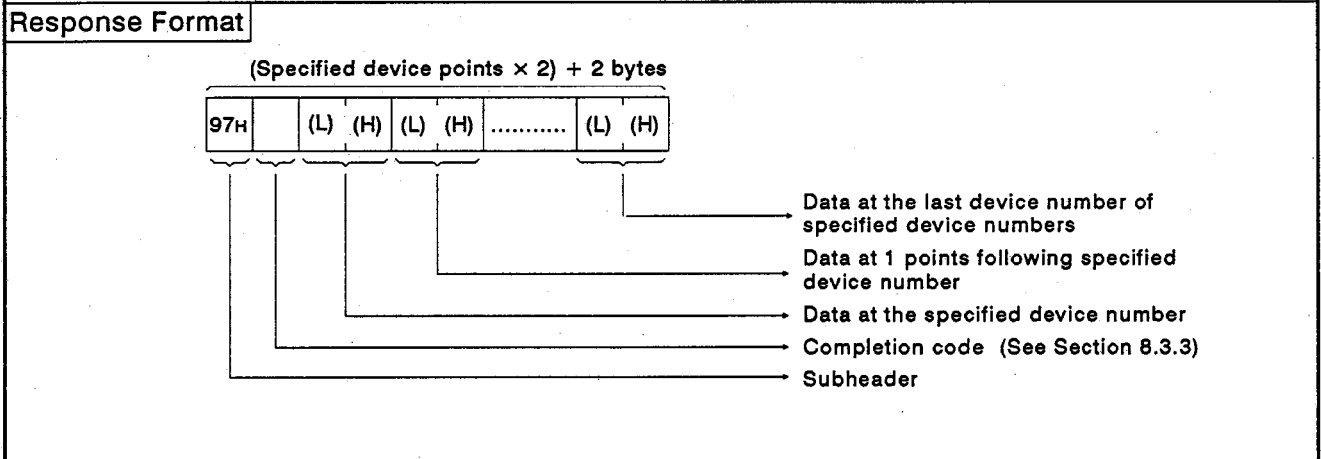 Response Format
(Specified device points × 2) + 2 bytes
97H (L) (H) (L) (H) ........... (L) (H)
Data at the last device number of
specified device numbers
Data at 1 points following specified
device number
Data at the specified device number
Completion code (See Section 8.3.3)
Subheader